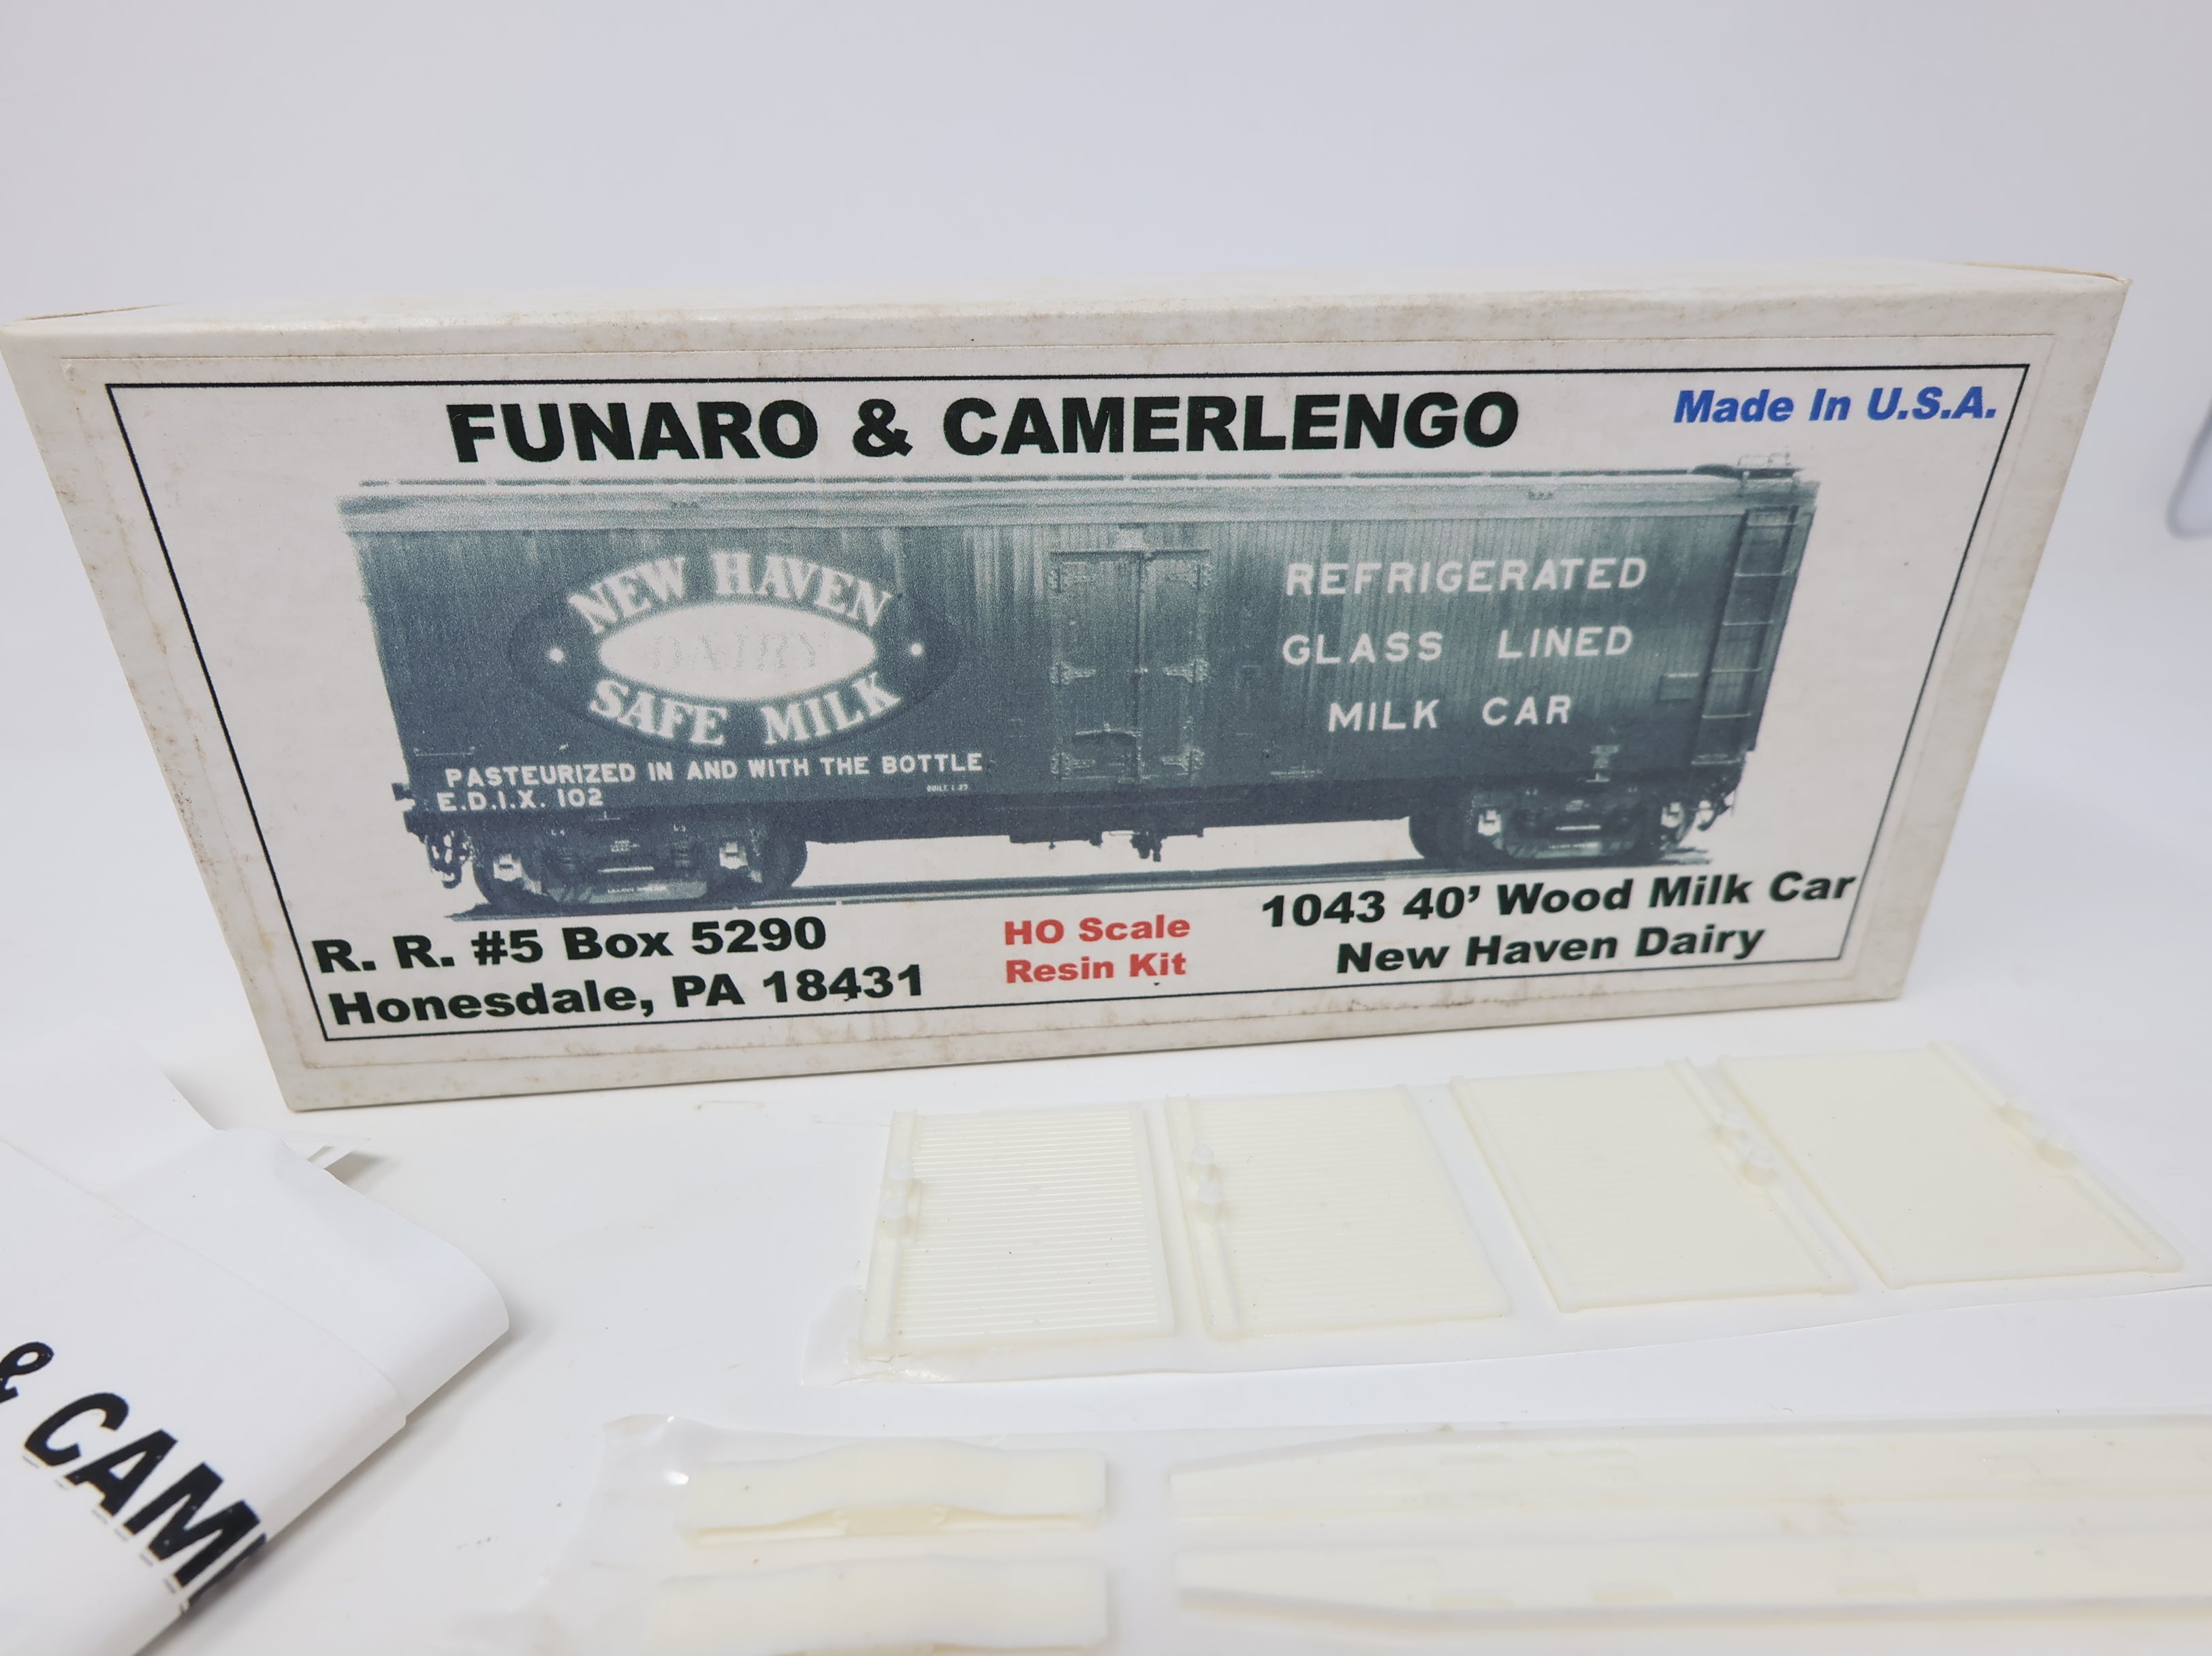 FUNARO & CAMERLENGO
Made In U.S.A.
NEW HAVEN
DAIRY
SAFE MILK
REFRIGERATED
GLASS LINED
MILK CAR
PASTEURIZED IN AND WITH THE BOTTLE
E.D.I.X. 102
R. R. #5 Box 5290
Honesdale, PA 18431
HO Scale
Resin Kit
1043 40’ Wood Milk Car
New Haven Dairy
& CAM